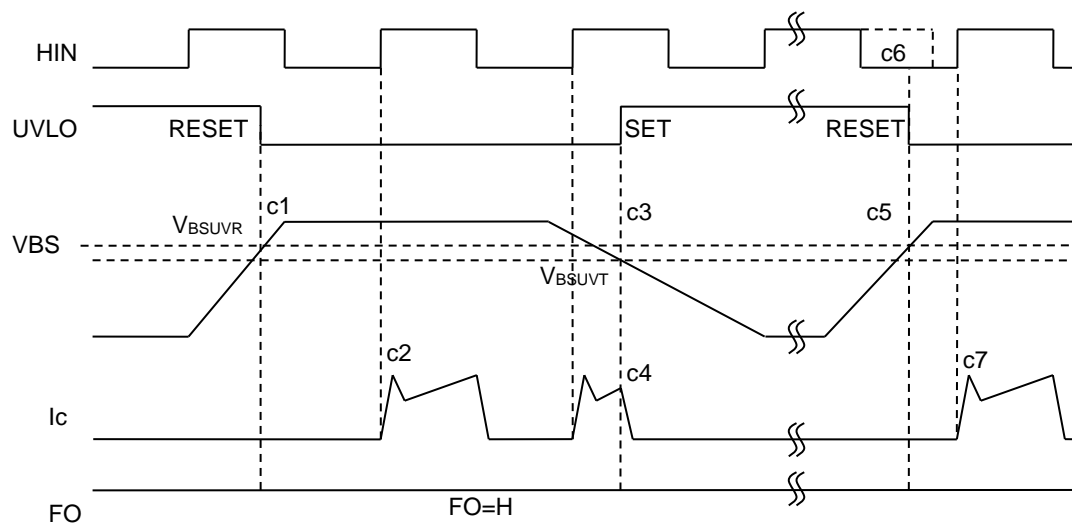 HIN
c6
UVLO
RESET
SET
RESET
c1
c3
c5
VBSUVR
VBS
VBSUVT
c2
c4
c7
Ic
FO
FO=H